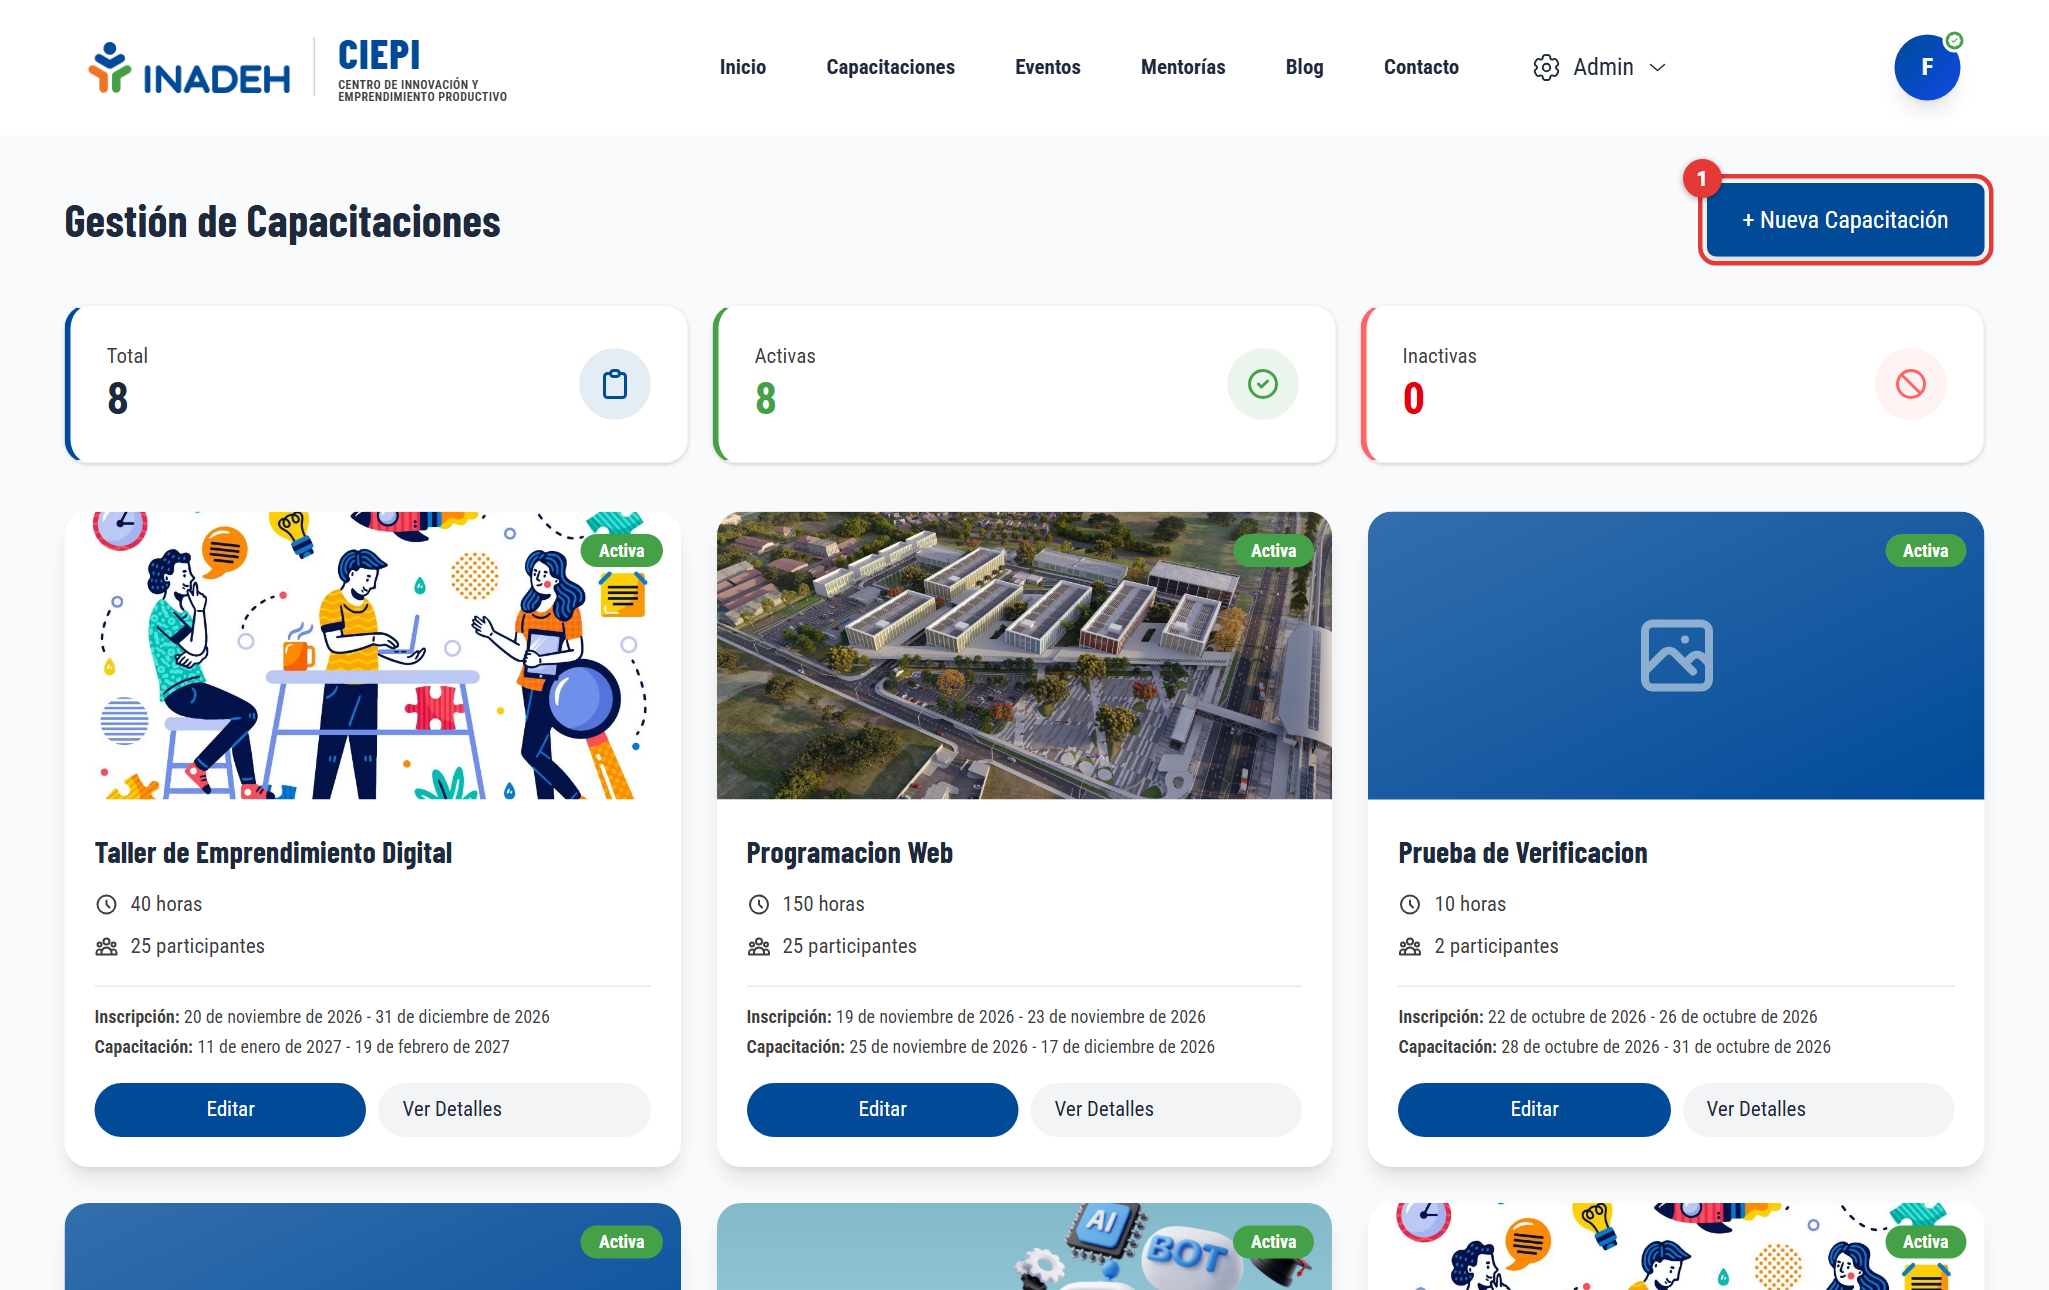 INADEH
CIEPI
CENTRO DE INNOVACIÓN Y
EMPRENDIMIENTO PRODUCTIVO
Inicio
Capacitaciones
Eventos
Mentorías
Blog
Contacto
Admin
F
Gestión de Capacitaciones
1
+ Nueva Capacitación
Total
8
Activas
8
Inactivas
0
Activa
Activa
Activa
Taller de Emprendimiento Digital
40 horas
25 participantes
Inscripción: 20 de noviembre de 2026 - 31 de diciembre de 2026
Capacitación: 11 de enero de 2027 - 19 de febrero de 2027
Editar
Ver Detalles
Programacion Web
150 horas
25 participantes
Inscripción: 19 de noviembre de 2026 - 23 de noviembre de 2026
Capacitación: 25 de noviembre de 2026 - 17 de diciembre de 2026
Editar
Ver Detalles
Prueba de Verificacion
10 horas
2 participantes
Inscripción: 22 de octubre de 2026 - 26 de octubre de 2026
Capacitación: 28 de octubre de 2026 - 31 de octubre de 2026
Editar
Ver Detalles
Activa
AI
BOT
Activa
Activa